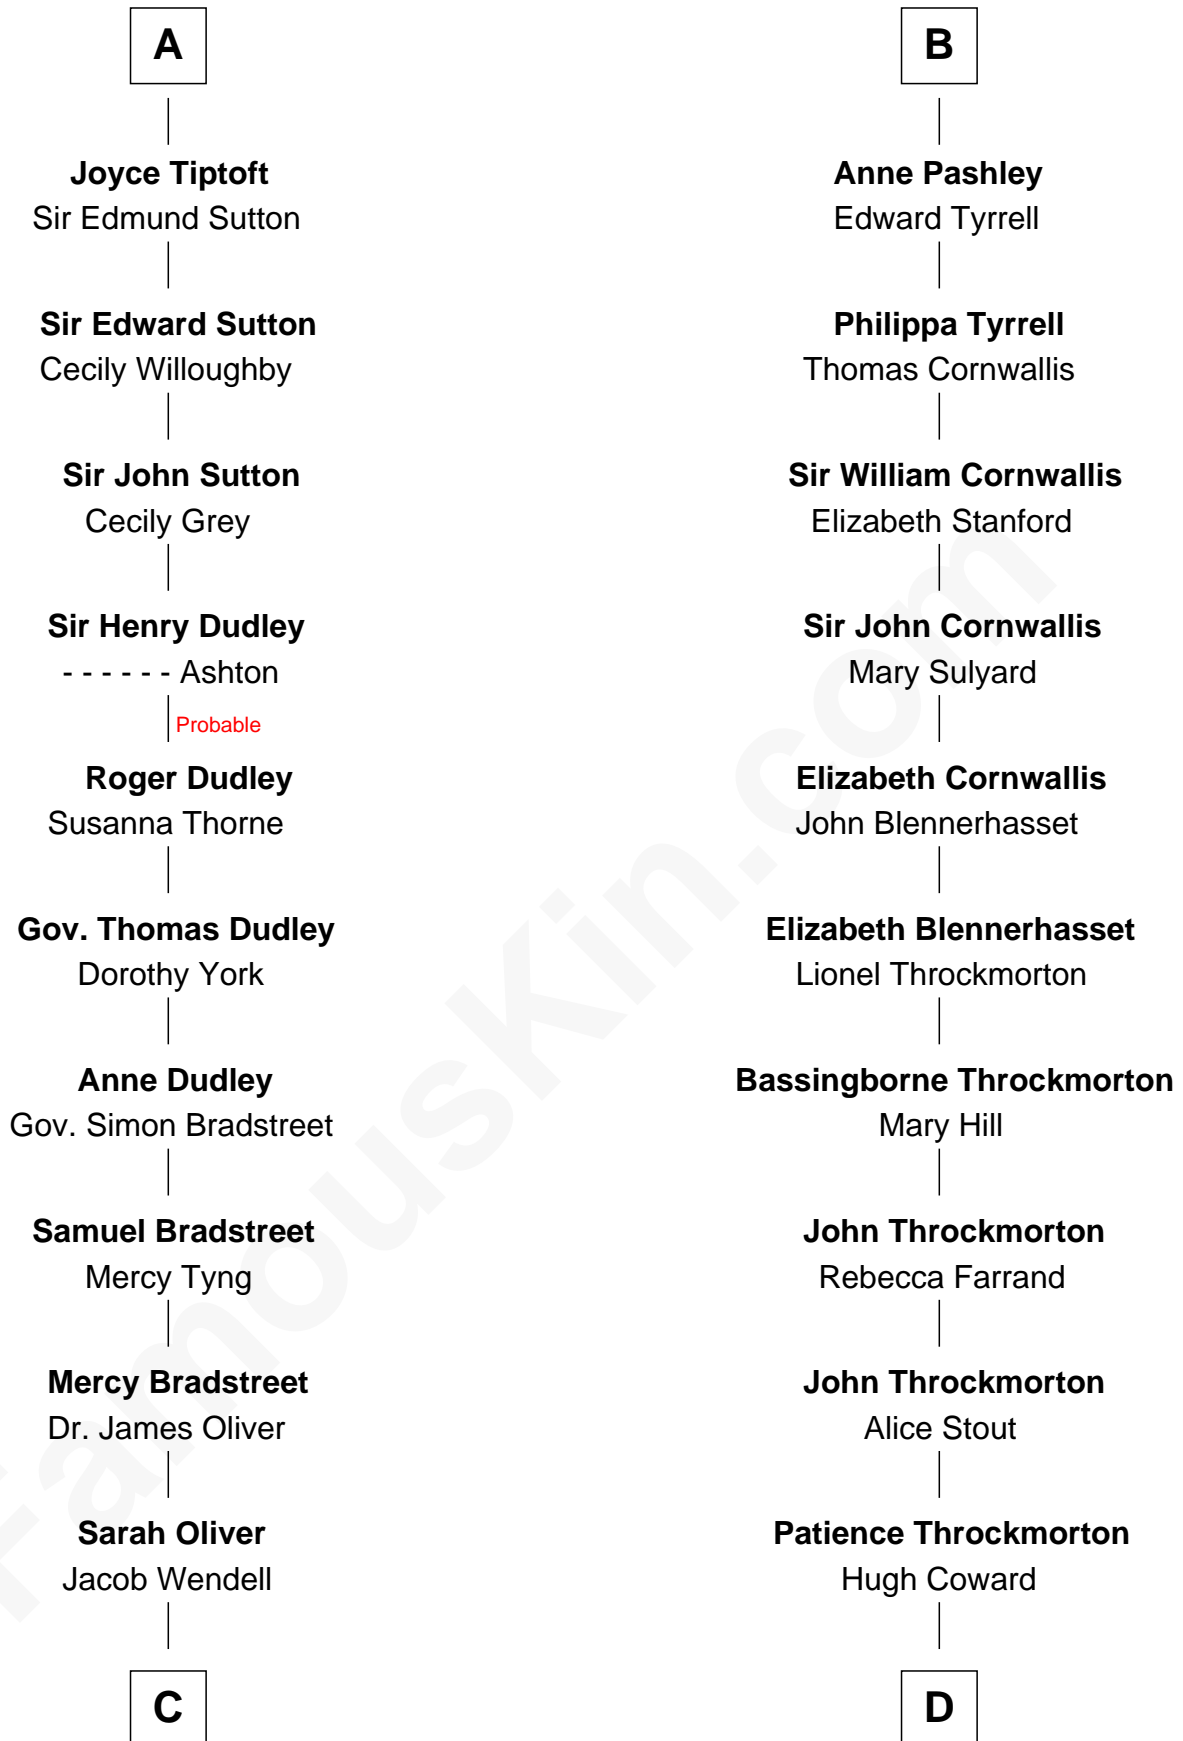 A
Joyce Tiptoft
Sir Edmund Sutton
Sir Edward Sutton
Cecily Willoughby
Sir John Sutton
Cecily Grey
Sir Henry Dudley
- - - - - - Ashton
Probable
Roger Dudley
Susanna Thorne
Gov. Thomas Dudley
Dorothy York
Anne Dudley
Gov. Simon Bradstreet
Samuel Bradstreet
Mercy Tyng
Mercy Bradstreet
Dr. James Oliver
Sarah Oliver
Jacob Wendell
C
B
Anne Pashley
Edward Tyrrell
Philippa Tyrrell
Thomas Cornwallis
Sir William Cornwallis
Elizabeth Stanford
Sir John Cornwallis
Mary Sulyard
Elizabeth Cornwallis
John Blennerhasset
Elizabeth Blennerhasset
Lionel Throckmorton
Bassingborne Throckmorton
Mary Hill
John Throckmorton
Rebecca Farrand
John Throckmorton
Alice Stout
Patience Throckmorton
Hugh Coward
D
FamousKin.com